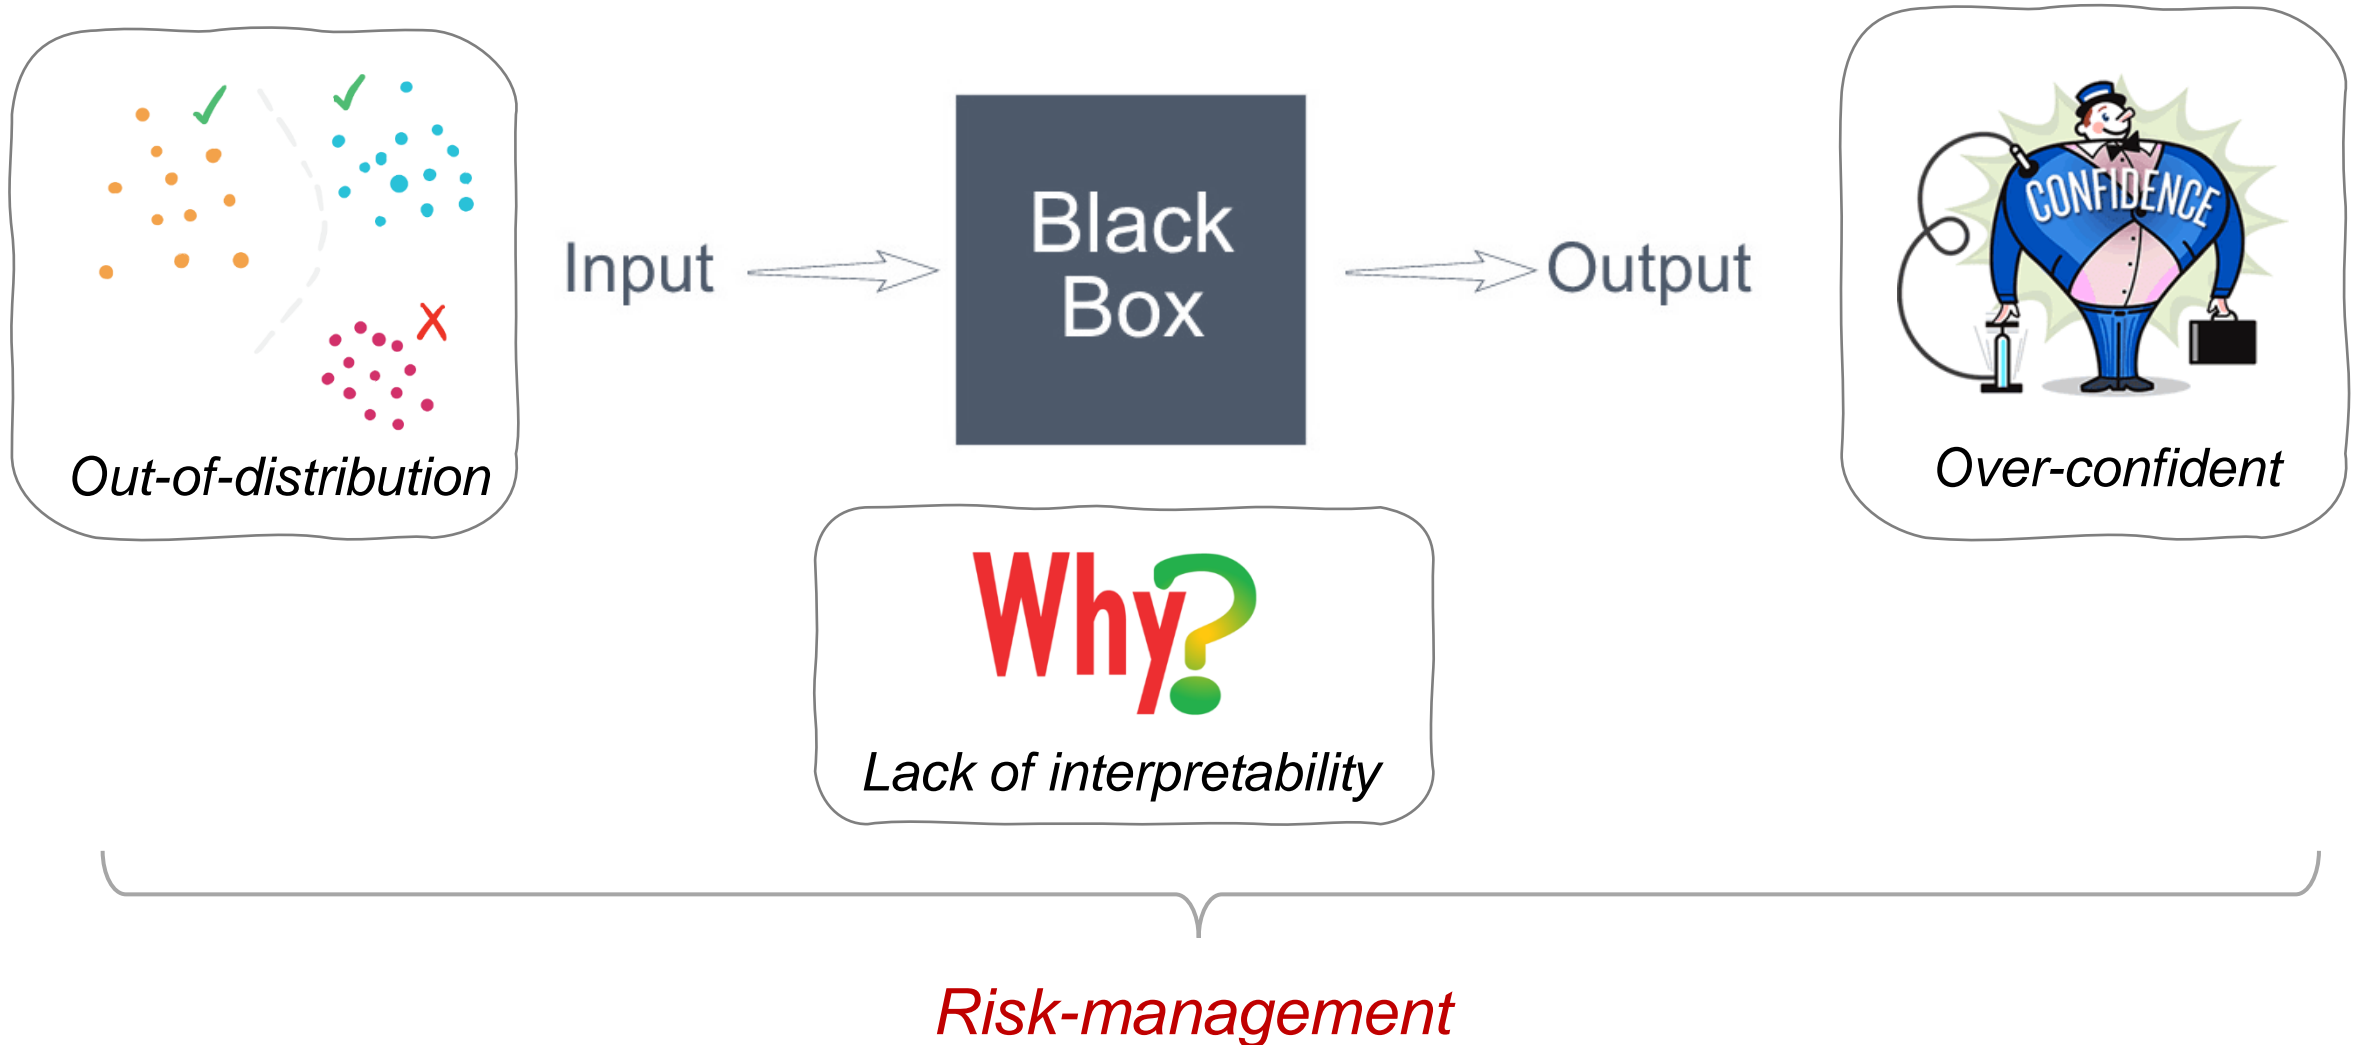 Out-of-distribution
Input
Black
Box
Output
CONFIDENCE
Over-confident
Why?
Lack of interpretability
Risk-management